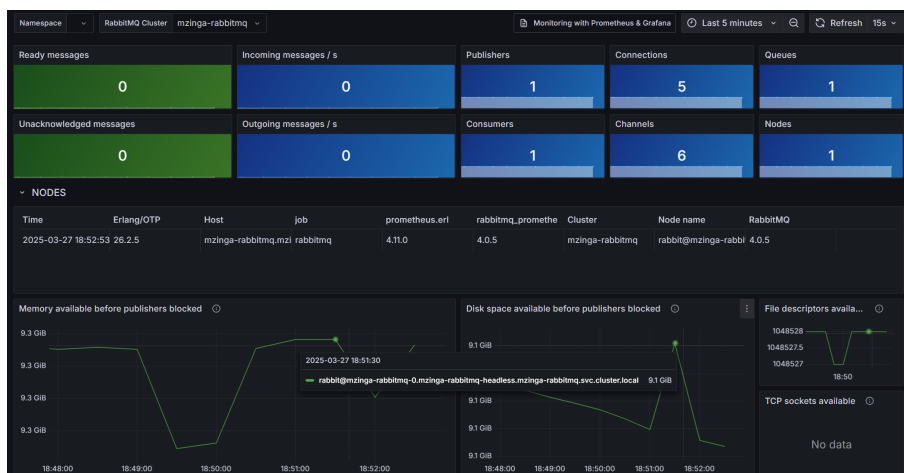 Namespace RabbitMQ Cluster mzinga-rabbitmq Monitoring with Prometheus & Grafana Last 5 minutes Refresh 15s
Ready messages Incoming messages / s Publishers Connections Queues
0 0 1 5 1
Unacknowledged messages Outgoing messages / s Consumers Channels Nodes
0 0 1 6 1
NODES
Time Erlang/OTP Host job prometheus.erl rabbitmq_promethe Cluster Node name RabbitMQ
2025-03-27 18:52:53 26.2.5 mzinga-rabbitmq.mzi rabbitmq 4.11.0 4.0.5 mzinga-rabbitmq rabbit@mzinga-rabbi 4.0.5
Memory available before publishers blocked Disk space available before publishers blocked File descriptors availa...
9.3 GiB
9.3 GiB
9.3 GiB
9.3 GiB
18:48:00 18:49:00 18:50:00 18:51:00 18:52:00
2025-03-27 18:51:30
rabbit@mzinga-rabbitmq-0.mzinga-rabbitmq-headless.mzinga-rabbitmq.svc.cluster.local 9.1 GiB
9.1 GiB
9.1 GiB
9.1 GiB
9.1 GiB
18:48:00 18:49:00 18:50:00 18:51:00 18:52:00
1048528
1048527.5
1048527
18:50
TCP sockets available
No data